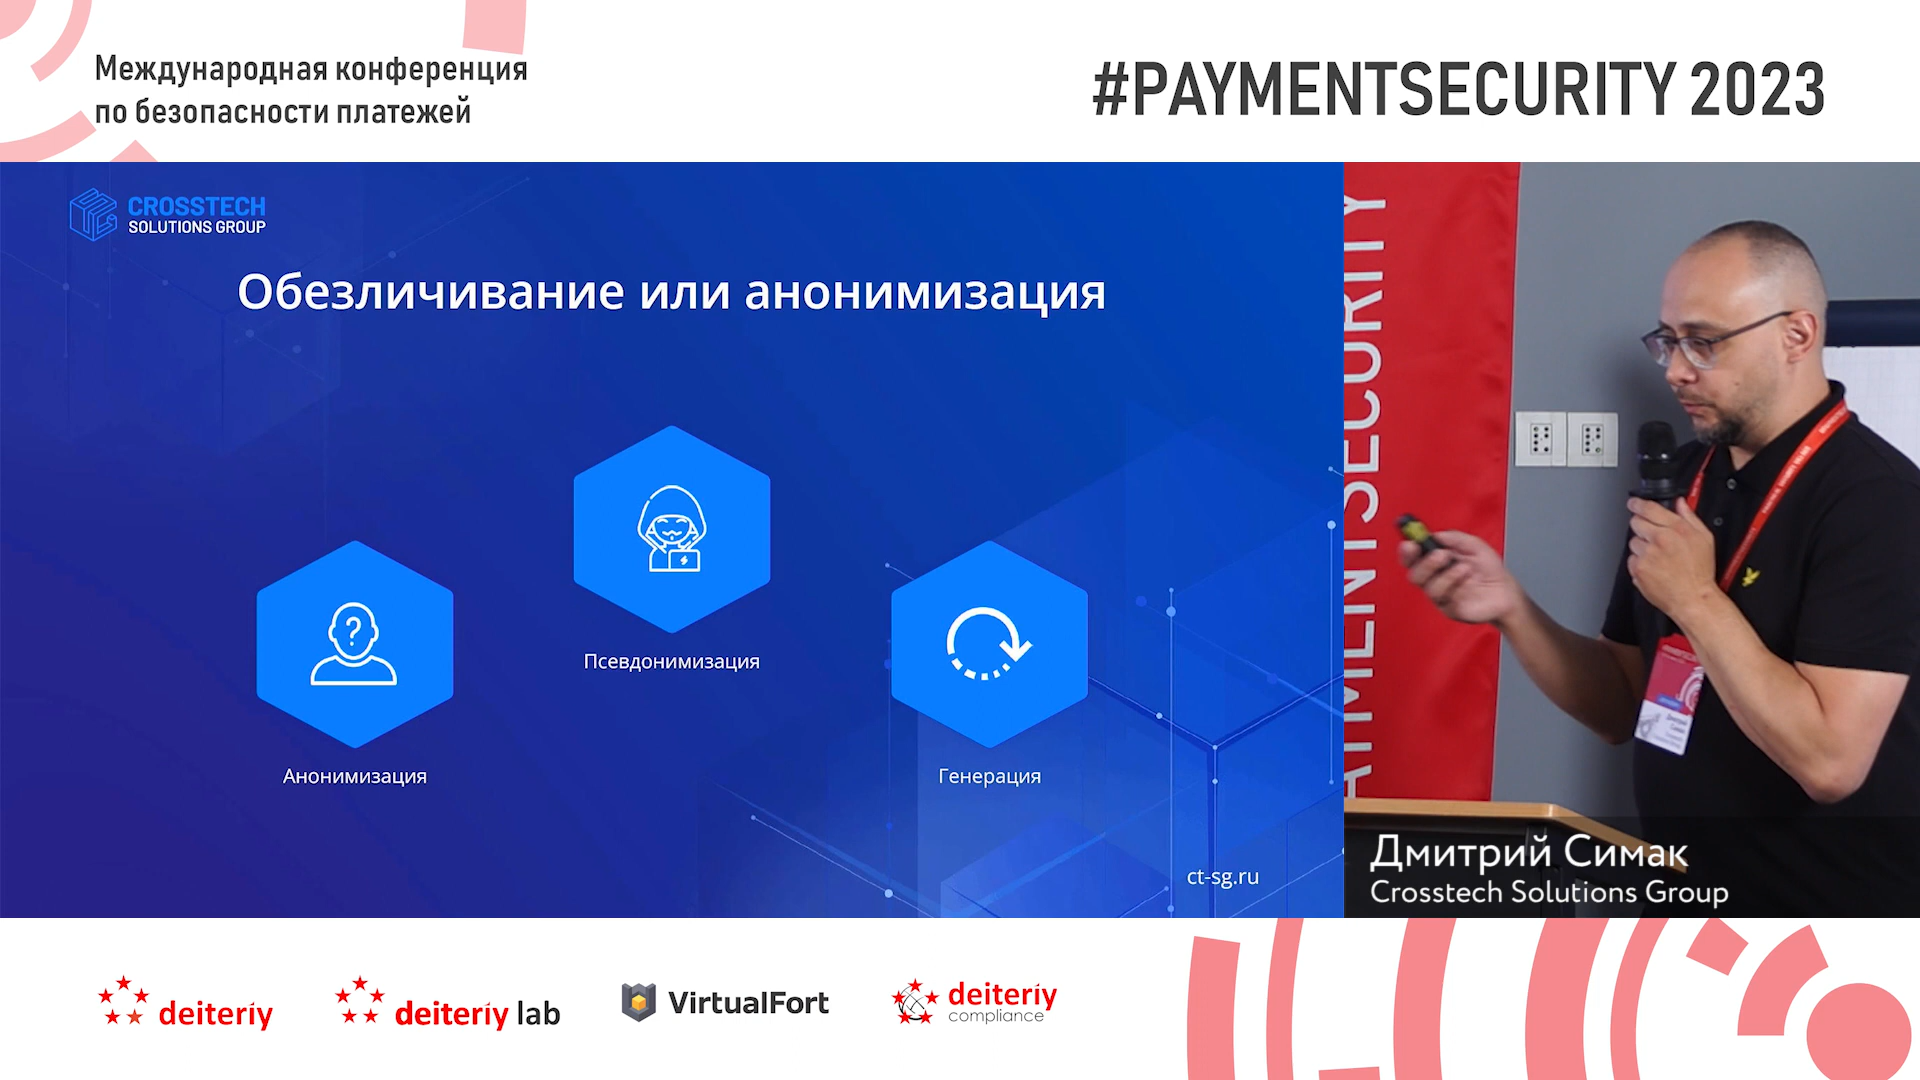 Международная конференция
по безопасности платежей
#PAYMENTSECURITY 2023
CROSSTECH
SOLUTIONS GROUP
Обезличивание или анонимизация
Псевдонимизация
Анонимизация
Генерация
ct-sg.ru
PAYMENTSECURITY
Дмитрий Симак
Crosstech Solutions Group
deiteriy
deiteriy lab
VirtualFort
deiteriy
compliance